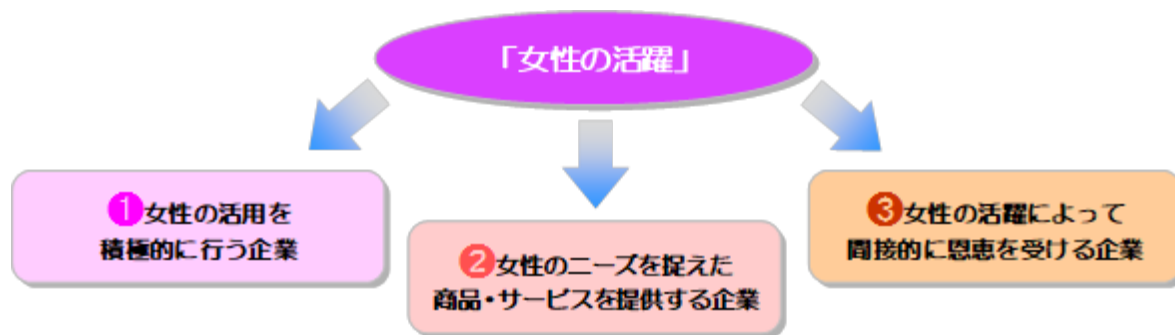 「女性の活躍」
①女性の活用を
積極的に行う企業
②女性のニーズを捉えた
商品・サービスを提供する企業
③女性の活躍によって
間接的に恩恵を受ける企業